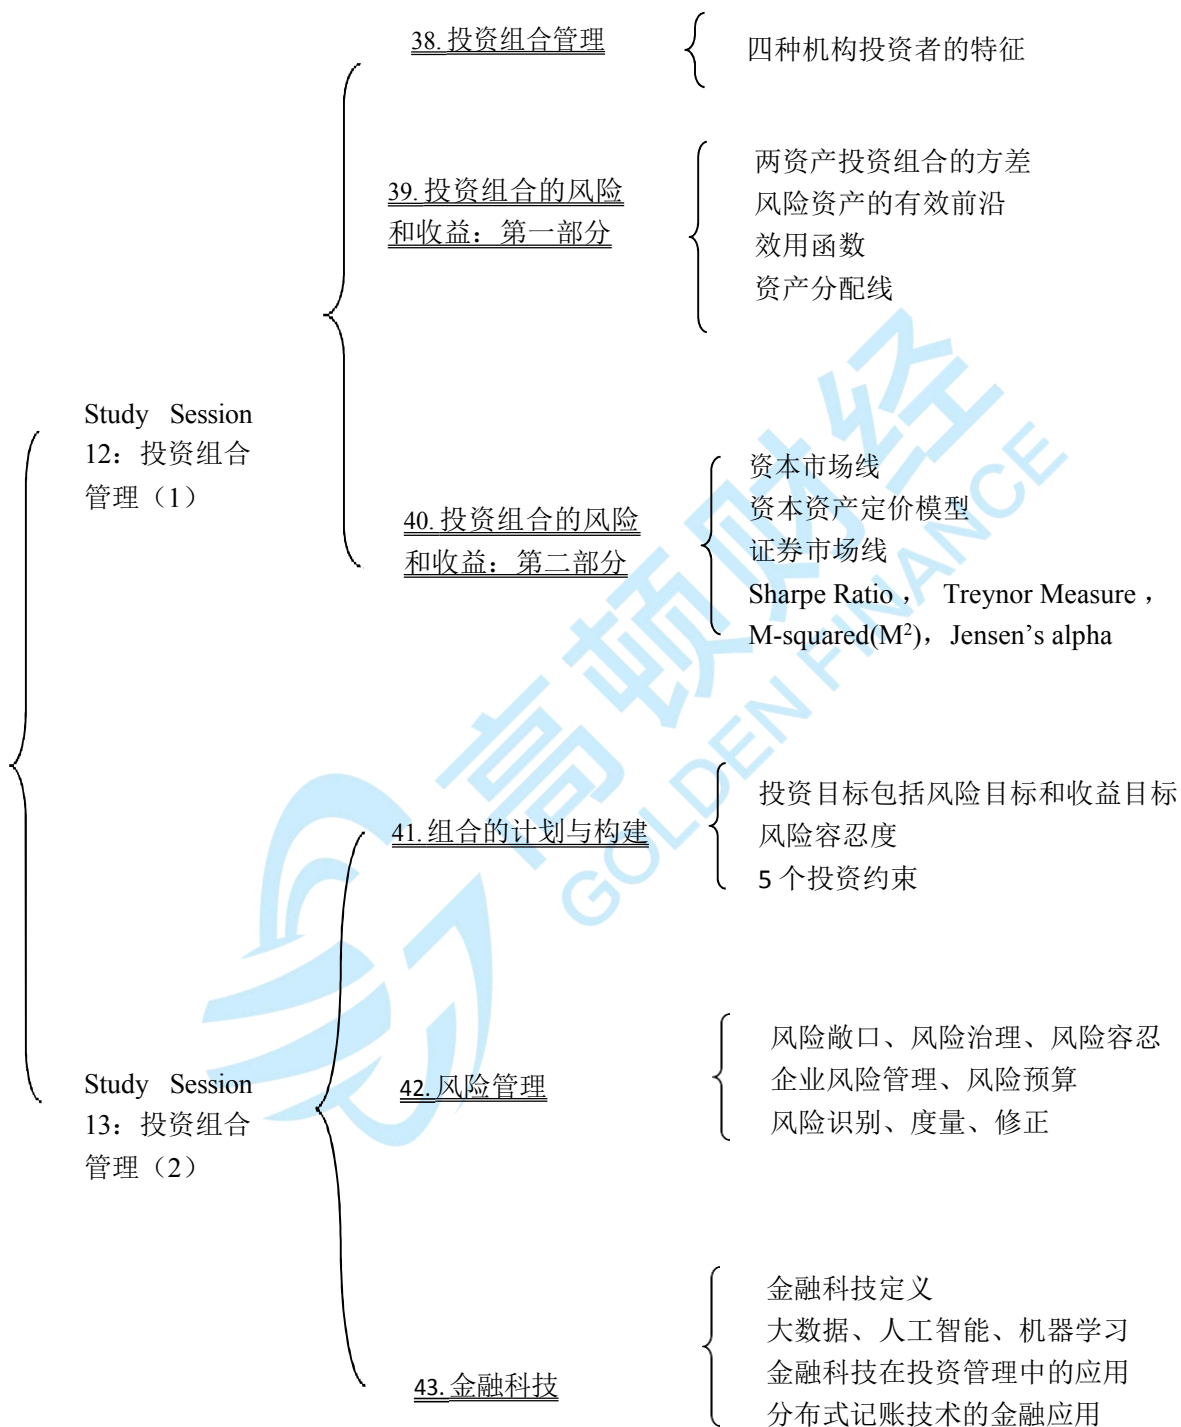 38.投资组合管理
四种机构投资者的特征
39.投资组合的风险
和收益：第一部分
两资产投资组合的方差
风险资产的有效前沿
效用函数
资产分配线
Study Session
12：投资组合
管理（1）
40.投资组合的风险
和收益：第二部分
资本市场线
资本资产定价模型
证券市场线
Sharpe Ratio ， Treynor Measure ，
M-squared(M²)，Jensen’s alpha
41.组合的计划与构建
投资目标包括风险目标和收益目标
风险容忍度
5 个投资约束
Study Session
13：投资组合
管理（2）
42.风险管理
风险敞口、风险治理、风险容忍
企业风险管理、风险预算
风险识别、度量、修正
43.金融科技
金融科技定义
大数据、人工智能、机器学习
金融科技在投资管理中的应用
分布式记账技术的金融应用
高顿财经
GOLDEN FINANCE